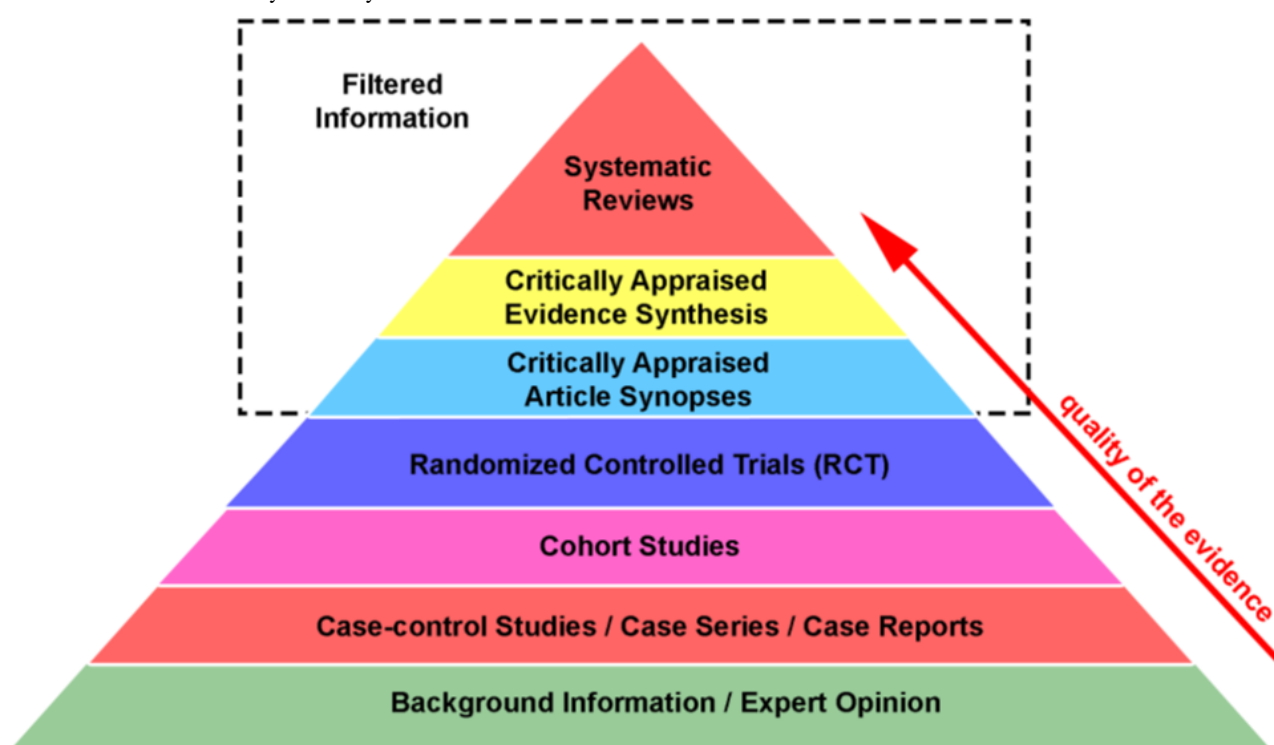 Filtered
Information
Systematic
Reviews
Critically Appraised
Evidence Synthesis
Critically Appraised
Article Synopses
Randomized Controlled Trials (RCT)
Cohort Studies
Case-control Studies / Case Series / Case Reports
Background Information / Expert Opinion
quality of the evidence